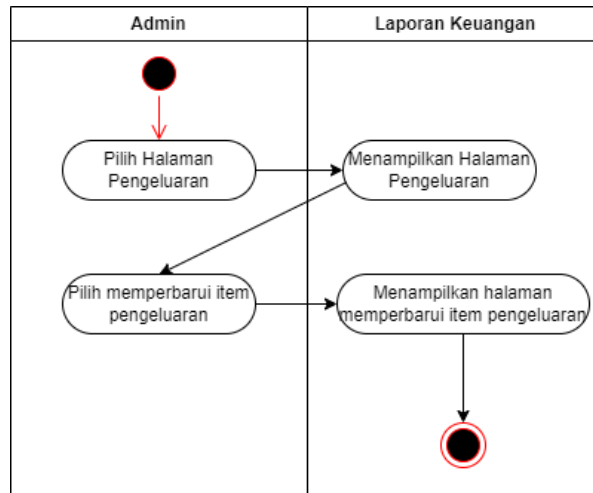 Admin
Laporan Keuangan
Pilih Halaman
Pengeluaran
Menampilkan Halaman
Pengeluaran
Pilih memperbarui item
pengeluaran
Menampilkan halaman
memperbarui item pengeluaran